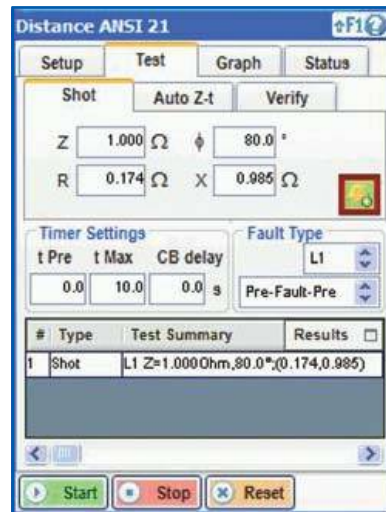 Distance ANSI 21 ⇧F1?
Setup Test Graph Status
Shot Auto Z-t Verify
Z 1.000 Ω ϕ 80.0 °
R 0.174 Ω X 0.985 Ω
Timer Settings Fault Type
t Pre t Max CB delay L1
0.0 10.0 0.0 s Pre-Fault-Pre
# Type Test Summary Results
1 Shot L1 Z=1.000Ohm,80.0°;(0.174,0.985)
Start Stop Reset